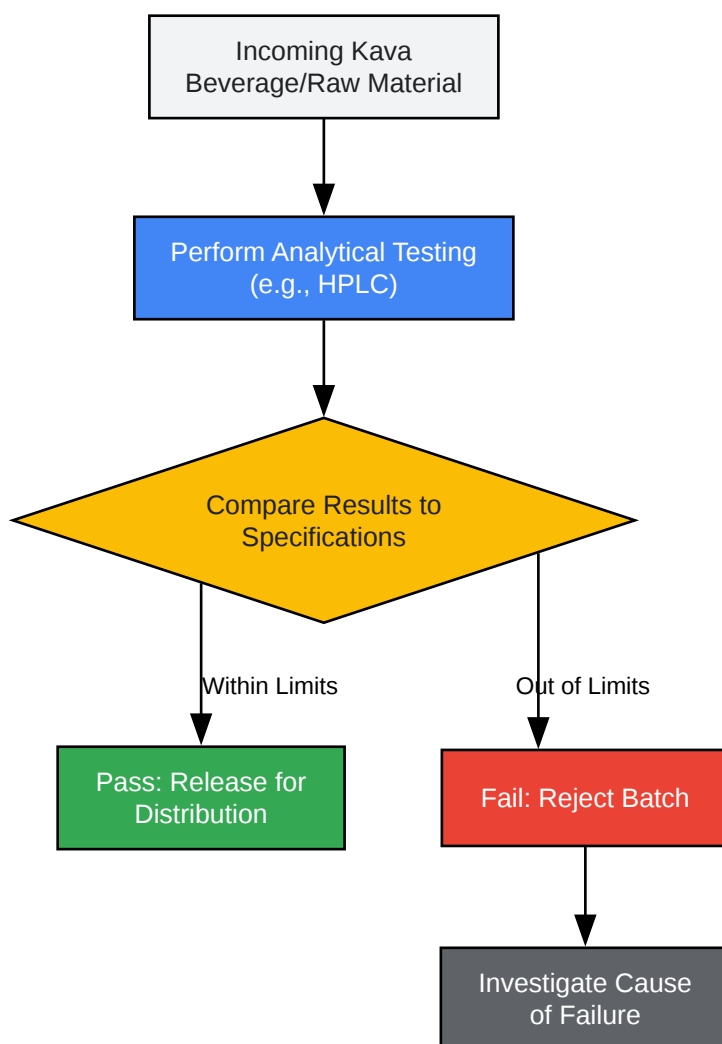 Incoming Kava
Beverage/Raw Material
Perform Analytical Testing
(e.g., HPLC)
Compare Results to
Specifications
Within Limits
Out of Limits
Pass: Release for
Distribution
Fail: Reject Batch
Investigate Cause
of Failure